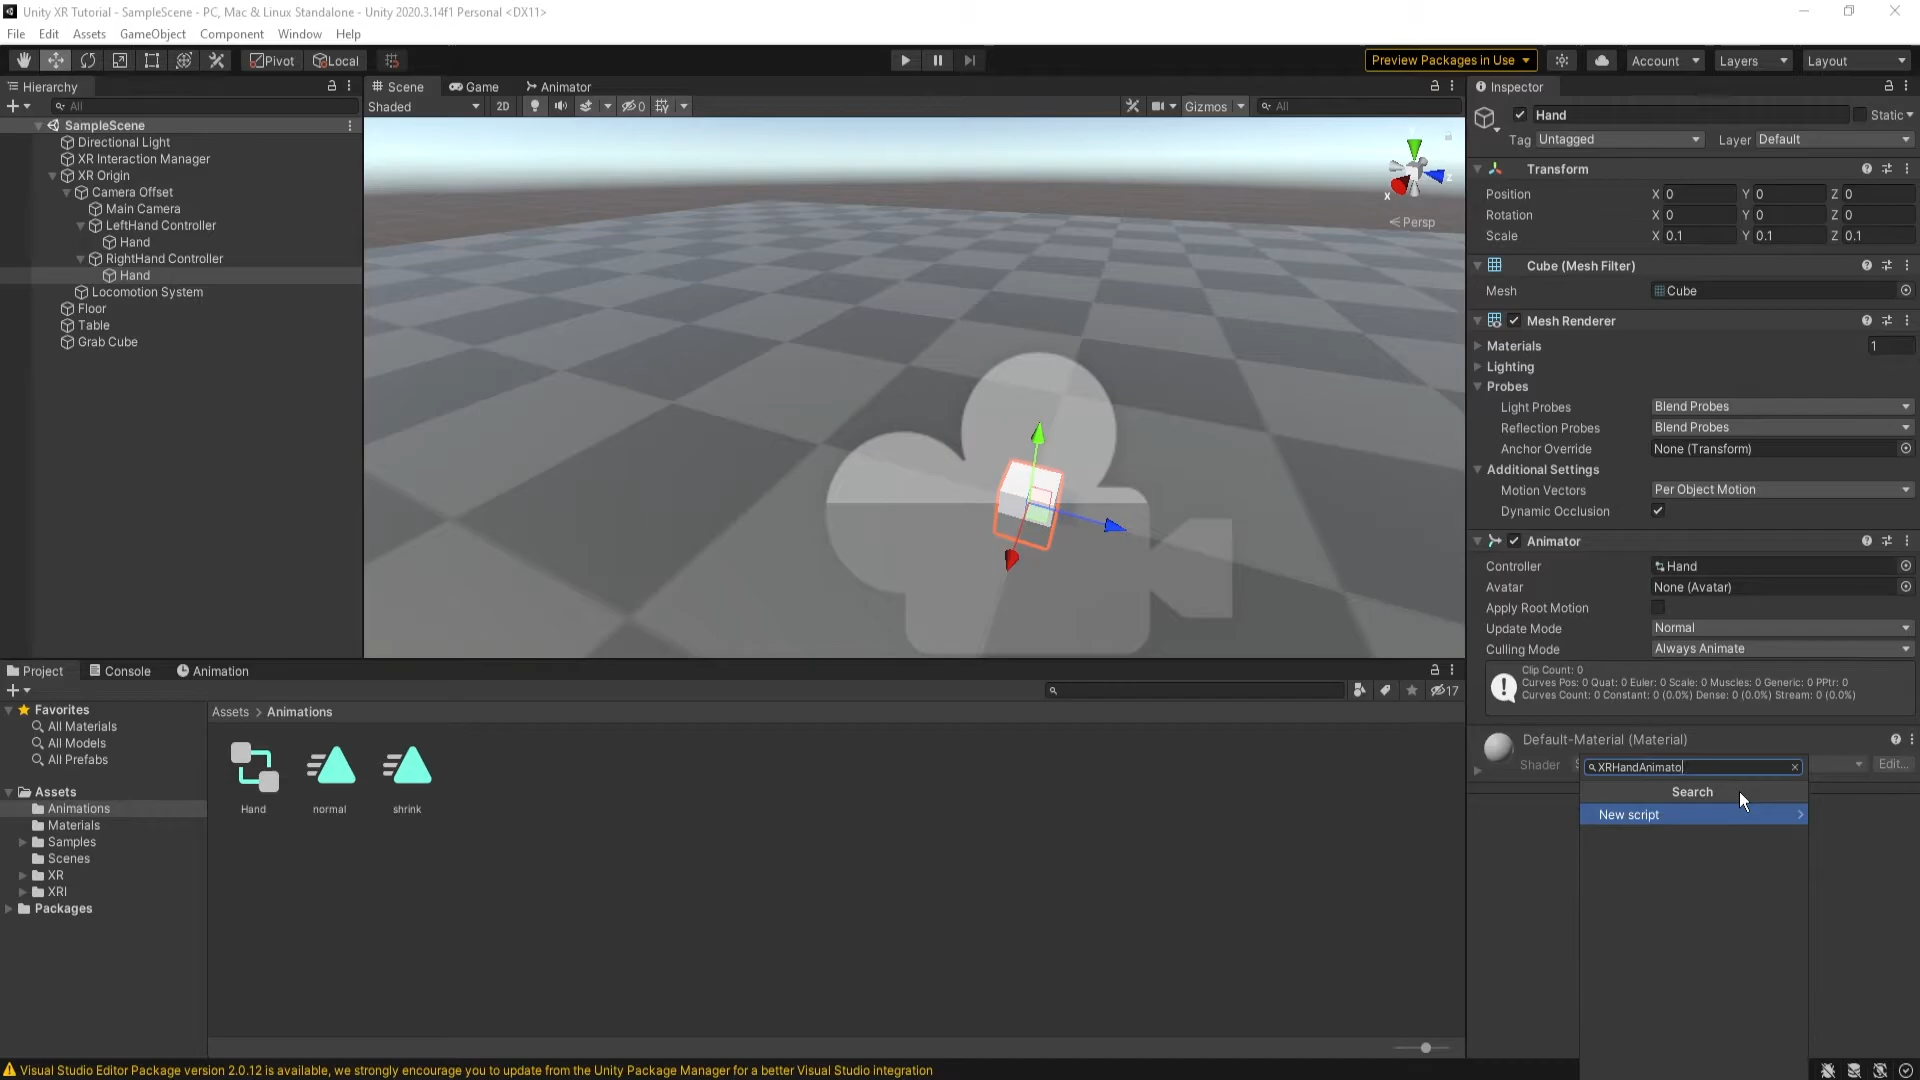 Unity XR Tutorial - SampleScene - PC, Mac & Linux Standalone - Unity 2020.3.14f1 Personal <DX11>
File Edit Assets GameObject Component Window Help
Pivot Local Preview Packages in Use Account Layers Layout
Hierarchy
All
SampleScene
Directional Light
XR Interaction Manager
XR Origin
Camera Offset
Main Camera
LeftHand Controller
Hand
RightHand Controller
Hand
Locomotion System
Floor
Table
Grab Cube
Scene Game Animator
Shaded 2D 0 Gizmos All
x z
Persp
Inspector
Hand Static
Tag Untagged Layer Default
Transform
Position X 0 Y 0 Z 0
Rotation X 0 Y 0 Z 0
Scale X 0.1 Y 0.1 Z 0.1
Cube (Mesh Filter)
Mesh Cube
Mesh Renderer
Materials 1
Lighting
Probes
Light Probes Blend Probes
Reflection Probes Blend Probes
Anchor Override None (Transform)
Additional Settings
Motion Vectors Per Object Motion
Dynamic Occlusion
Animator
Controller Hand
Avatar None (Avatar)
Apply Root Motion
Update Mode Normal
Culling Mode Always Animate
Clip Count: 0
Curves Pos: 0 Quat: 0 Euler: 0 Scale: 0 Muscles: 0 Generic: 0 PPtr: 0
Curves Count: 0 Constant: 0 (0.0%) Dense: 0 (0.0%) Stream: 0 (0.0%)
Default-Material (Material)
Shader Edit...
XRHandAnimato
Search
New script
Project Console Animation
17
Favorites
All Materials
All Models
All Prefabs
Assets
Animations
Materials
Samples
Scenes
XR
XRI
Packages
Assets > Animations
Hand normal shrink
Visual Studio Editor Package version 2.0.12 is available, we strongly encourage you to update from the Unity Package Manager for a better Visual Studio integration